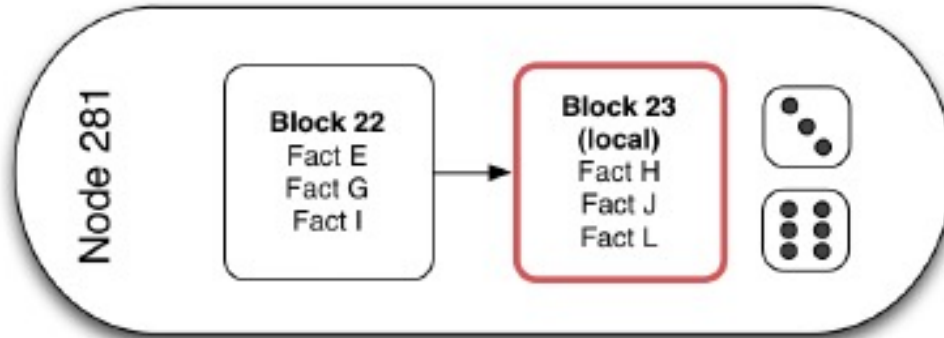 Node 281
Block 22
Fact E
Fact G
Fact I
Block 23
(local)
Fact H
Fact J
Fact L